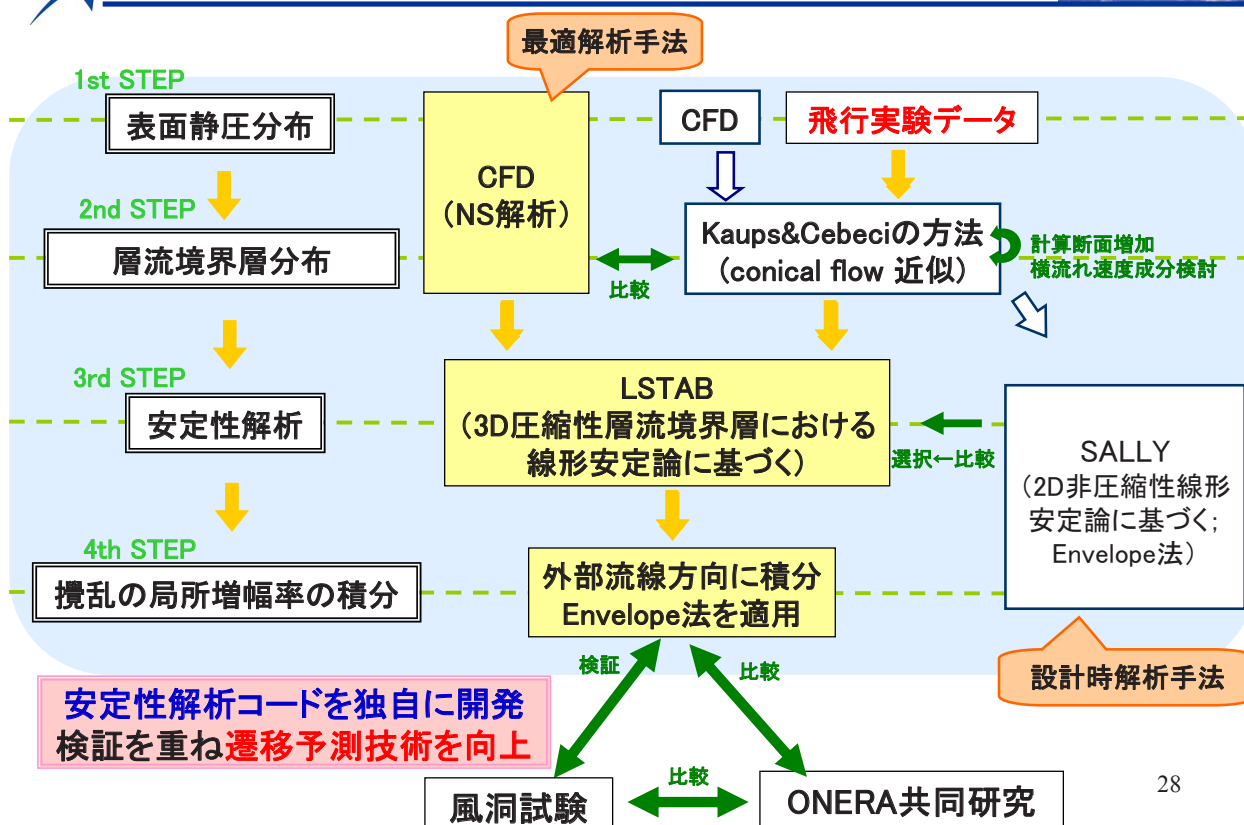 最適解析手法
1st STEP
表面静圧分布
CFD
(NS解析)
CFD
飛行実験データ
2nd STEP
層流境界層分布
比較
Kaups&Cebeciの方法
(conical flow 近似)
計算断面増加
横流れ速度成分検討
3rd STEP
安定性解析
LSTAB
(3D圧縮性層流境界層における
線形安定論に基づく)
選択←比較
SALLY
(2D非圧縮性線形
安定論に基づく;
Envelope法)
4th STEP
攪乱の局所増幅率の積分
外部流線方向に積分
Envelope法を適用
設計時解析手法
検証
比較
安定性解析コードを独自に開発
検証を重ね遷移予測技術を向上
風洞試験
比較
ONERA共同研究
28